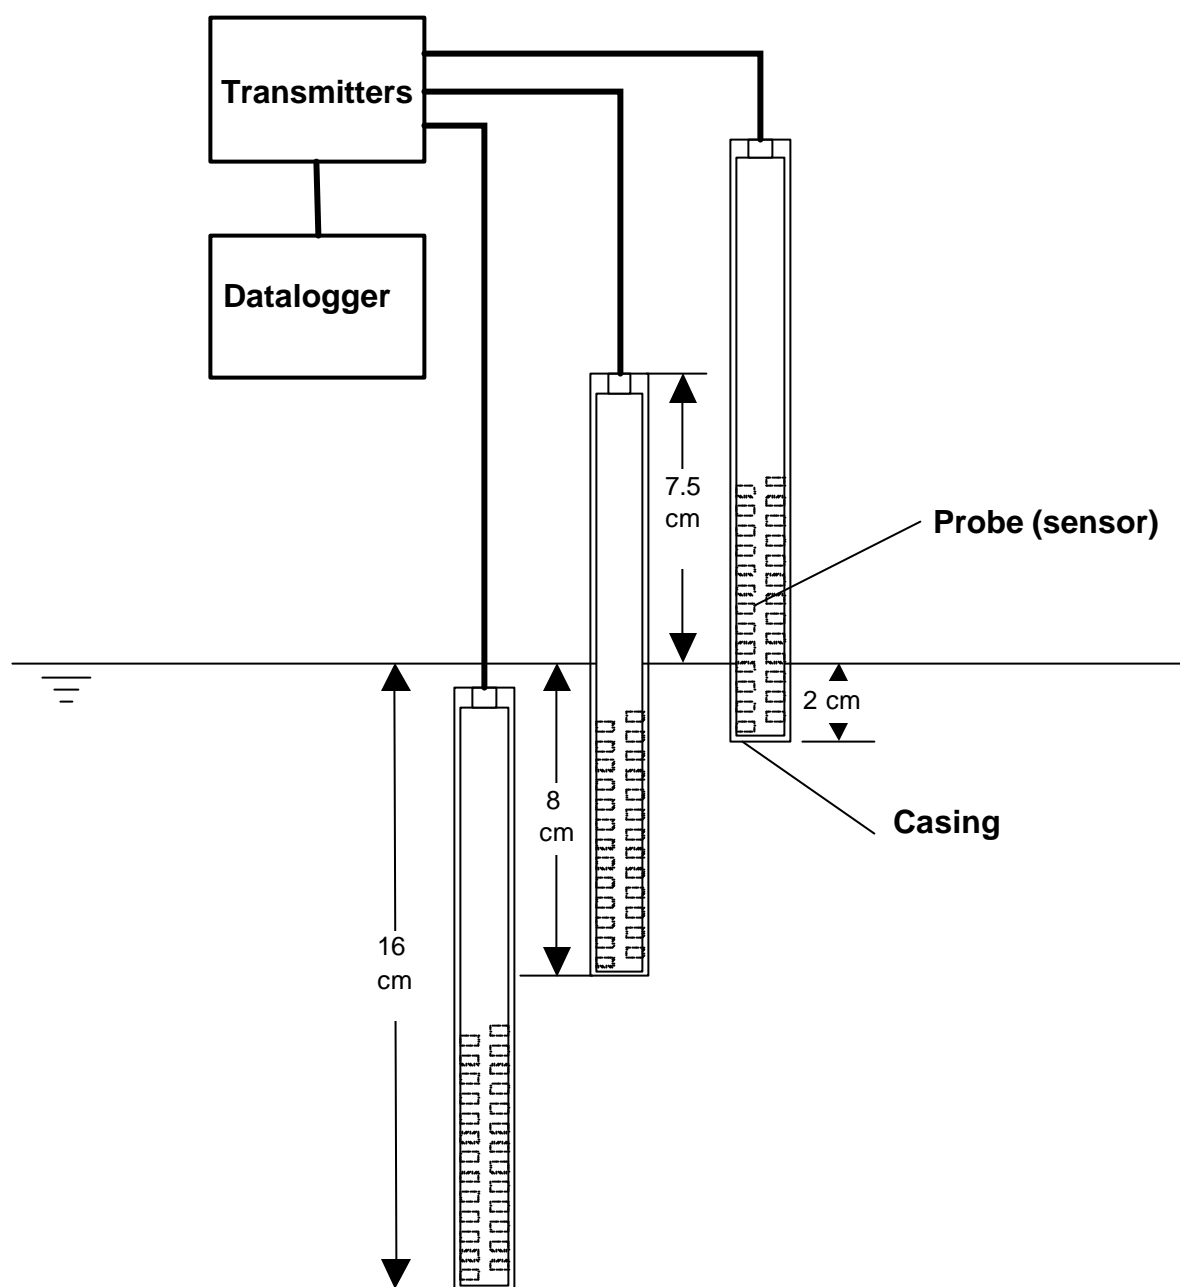 Transmitters
Datalogger
7.5
cm
Probe (sensor)
2 cm
8
cm
Casing
16
cm